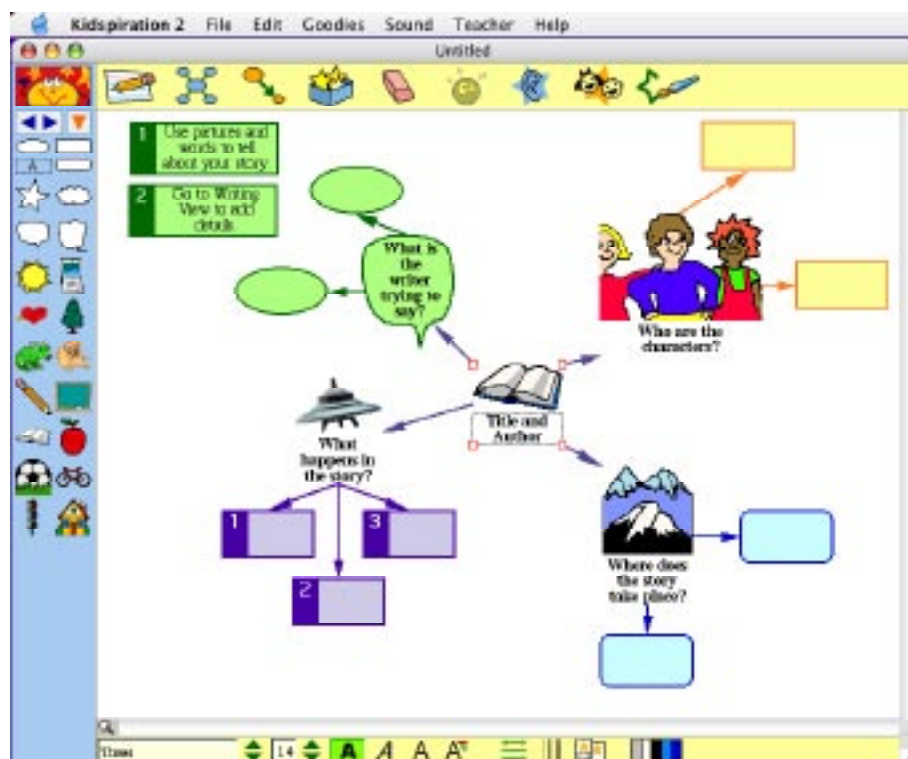 Kidspiration 2 File Edit Goodies Sound Teacher Help
Untitled
A
1
Use pictures and
words to tell
about your story
2
Go to Writing
View to add
details
What is
the
writer
trying to
say?
Who are the
characters?
Title and
Author
What
happens in
the story?
1
3
2
Where does
the story
take place?
Times
14
A A A A